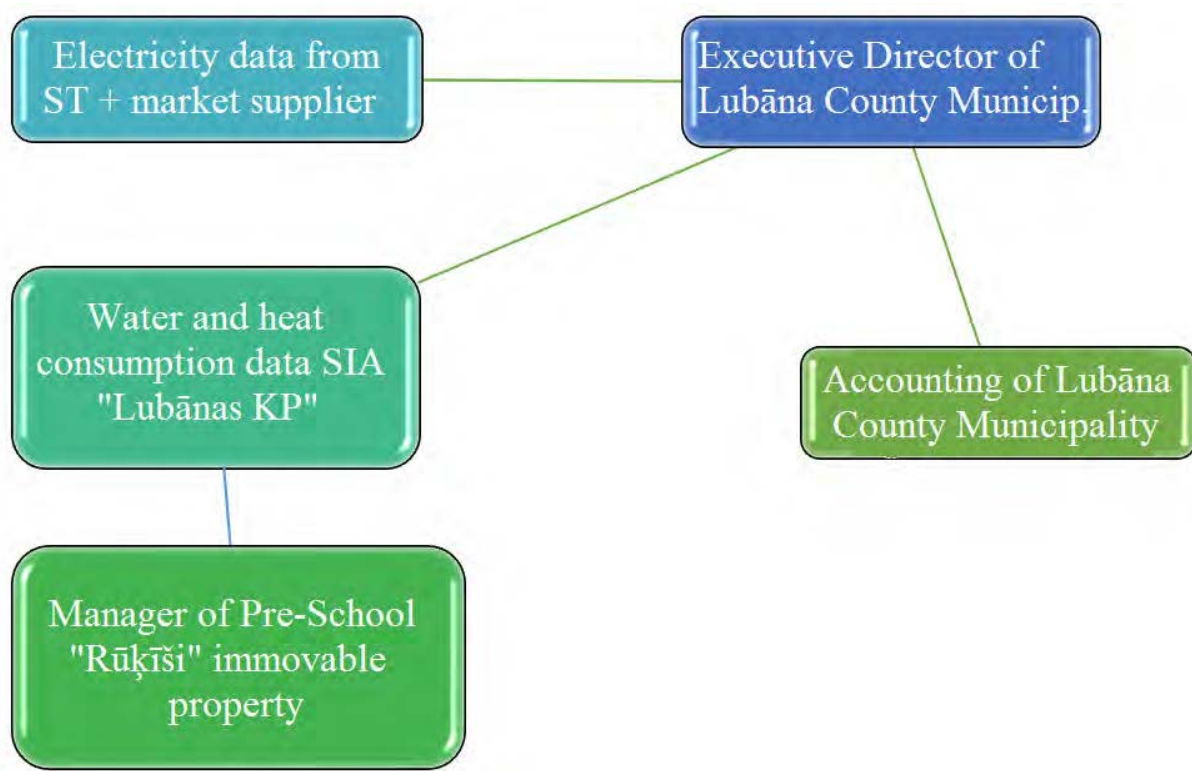 Electricity data from
ST + market supplier
Executive Director of
Lubāna County Municip.
Water and heat
consumption data SIA
"Lubānas KP"
Accounting of Lubāna
County Municipality
Manager of Pre-School
"Rūķīši" immovable
property